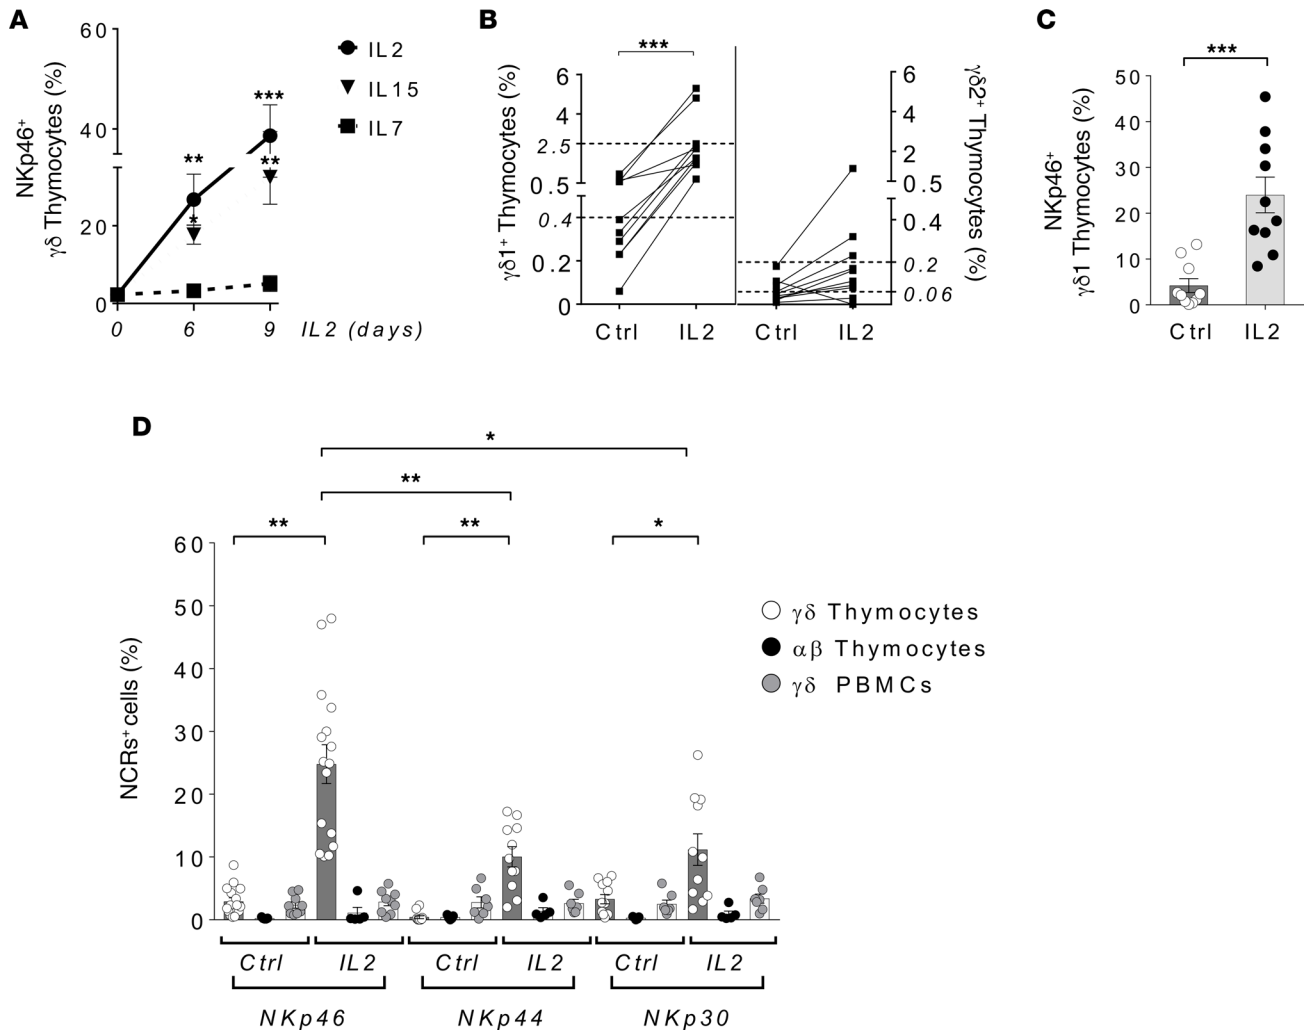 A
60
40
20
0
NKp46+
γδ Thymocytes (%)
***
**
**
*
IL2
IL15
IL7
0 6 9 IL2 (days)
B
***
γδ1+ Thymocytes (%)
6
4
2.5
0.5
0.4
0.2
0
Ctrl IL2 Ctrl IL2
6
4
2
0.5
0.4
0.2
0.06
γδ2+ Thymocytes (%)
C
***
NKp46+
γδ1 Thymocytes (%)
50
40
30
20
10
0
Ctrl IL2
D
*
**
** ** *
NCRs+ cells (%)
60
50
40
30
20
10
0
γδ Thymocytes
αβ Thymocytes
γδ PBMCs
Ctrl IL2 Ctrl IL2 Ctrl IL2
NKp46 NKp44 NKp30